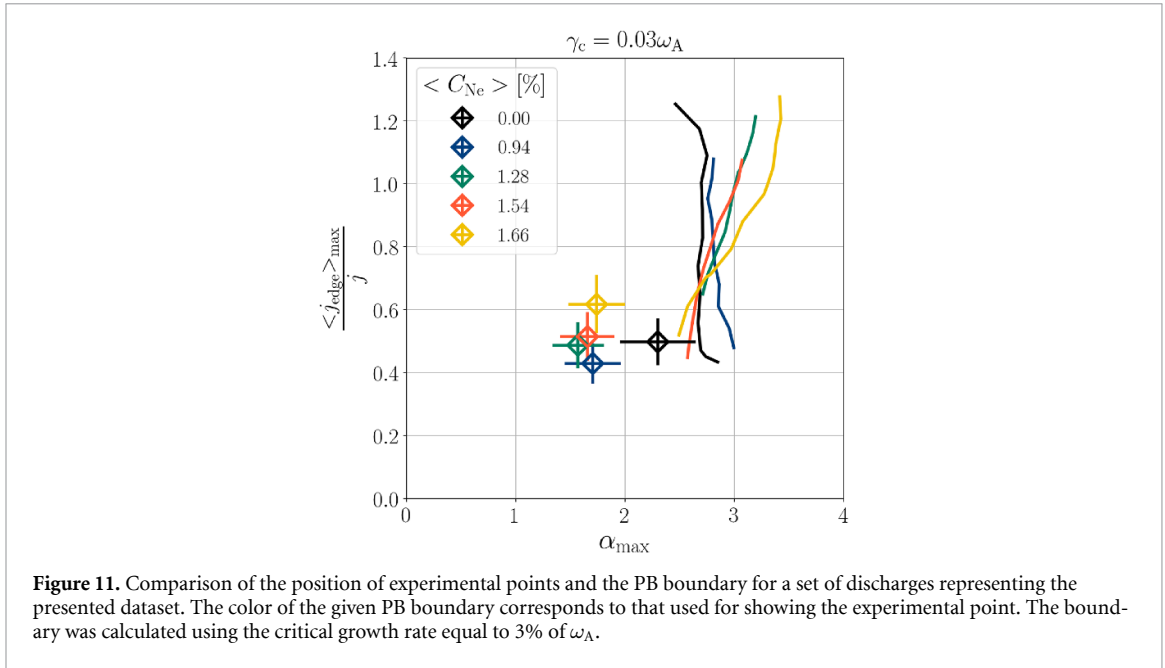 γc = 0.03ωA
< CNe > [%]
0.00
0.94
1.28
1.54
1.66
<jedge>max
j
1.4
1.2
1.0
0.8
0.6
0.4
0.2
0.0
0 1 2 3 4
αmax
Figure 11. Comparison of the position of experimental points and the PB boundary for a set of discharges representing the
presented dataset. The color of the given PB boundary corresponds to that used for showing the experimental point. The bound-
ary was calculated using the critical growth rate equal to 3% of ωA.